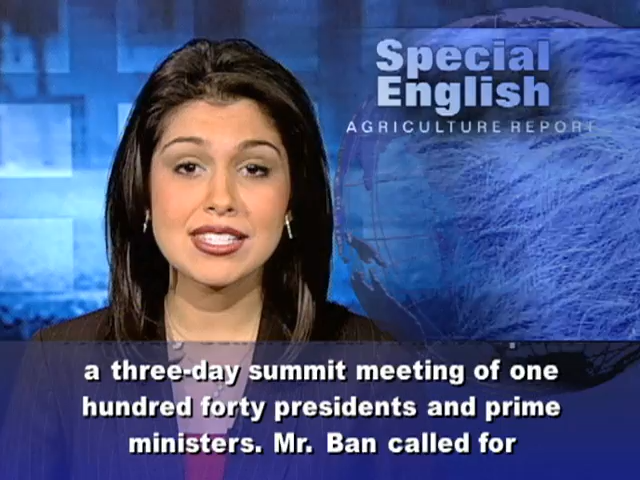 Special
English
AGRICULTURE REPORT
a three-day summit meeting of one
hundred forty presidents and prime
ministers. Mr. Ban called for